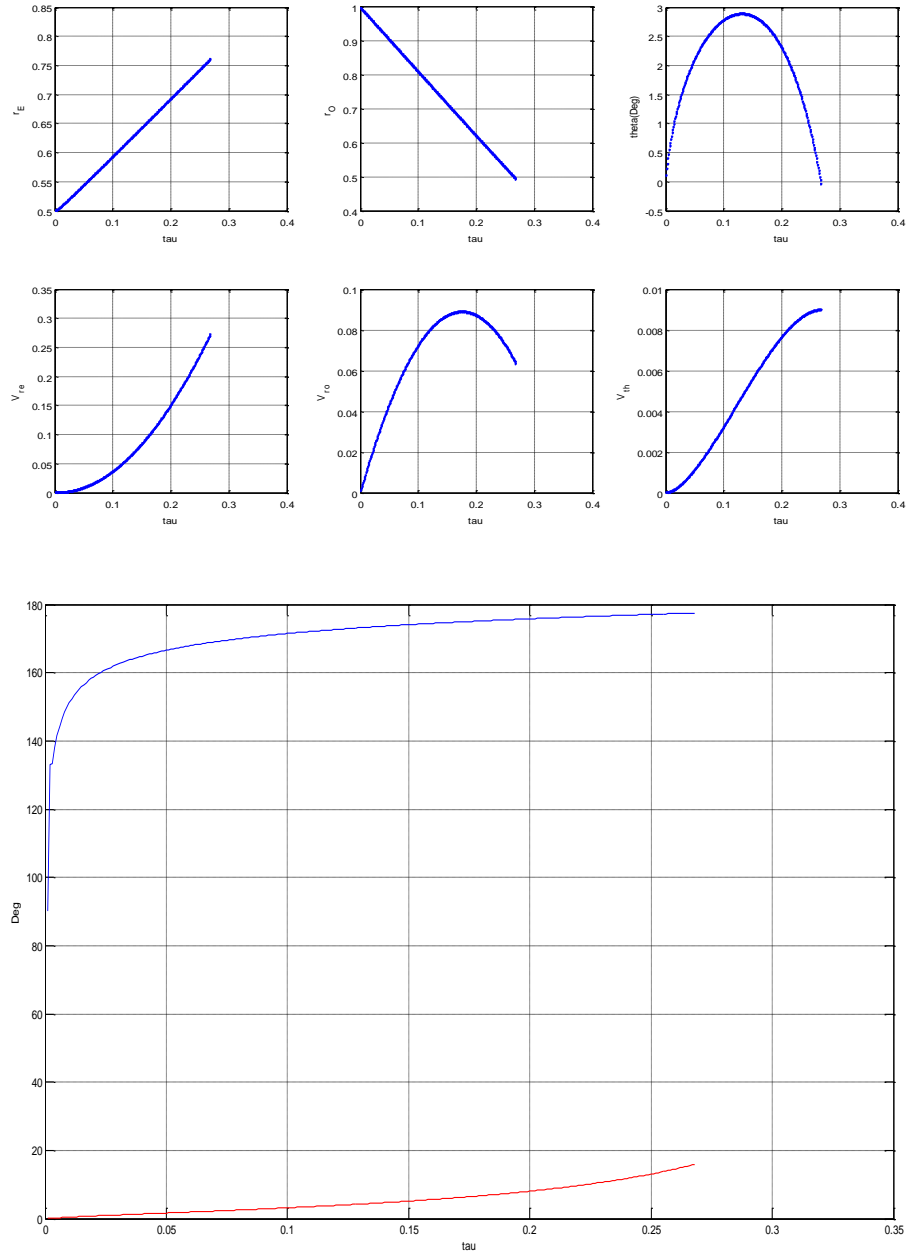 0.85
0.8
0.75
0.7
0.65
0.6
0.55
0.5
r_E
0 0.1 0.2 0.3 0.4
tau
1
0.9
0.8
0.7
0.6
0.5
0.4
r_O
0 0.1 0.2 0.3 0.4
tau
3
2.5
2
1.5
1
0.5
0
-0.5
theta(Deg)
0 0.1 0.2 0.3 0.4
tau
0.35
0.3
0.25
0.2
0.15
0.1
0.05
0
V_re
0 0.1 0.2 0.3 0.4
tau
0.1
0.08
0.06
0.04
0.02
0
V_ro
0 0.1 0.2 0.3 0.4
tau
0.01
0.008
0.006
0.004
0.002
0
V_th
0 0.1 0.2 0.3 0.4
tau
180
160
140
120
100
80
60
40
20
0
Deg
0 0.05 0.1 0.15 0.2 0.25 0.3 0.35
tau